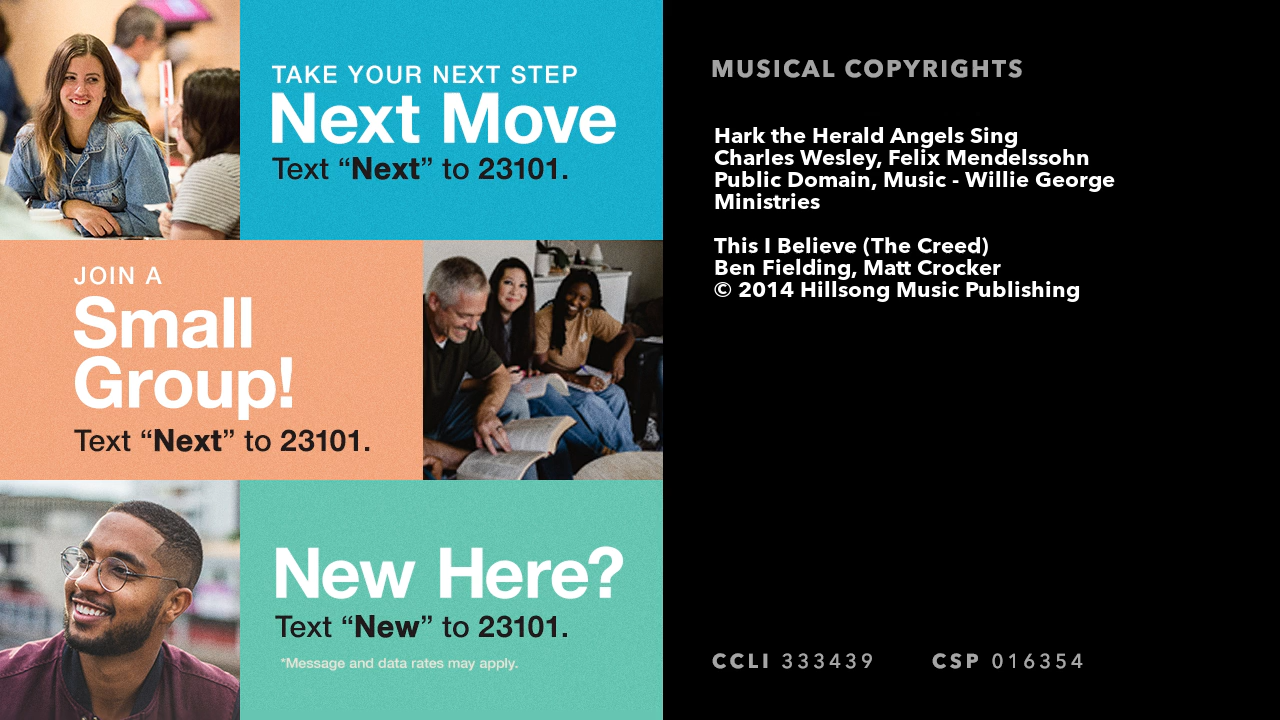 TAKE YOUR NEXT STEP
Next Move
Text “Next” to 23101.
JOIN A
Small
Group!
Text “Next” to 23101.
New Here?
Text “New” to 23101.
*Message and data rates may apply.
MUSICAL COPYRIGHTS
Hark the Herald Angels Sing
Charles Wesley, Felix Mendelssohn
Public Domain, Music - Willie George
Ministries
This I Believe (The Creed)
Ben Fielding, Matt Crocker
© 2014 Hillsong Music Publishing
CCLI 333439 CSP 016354